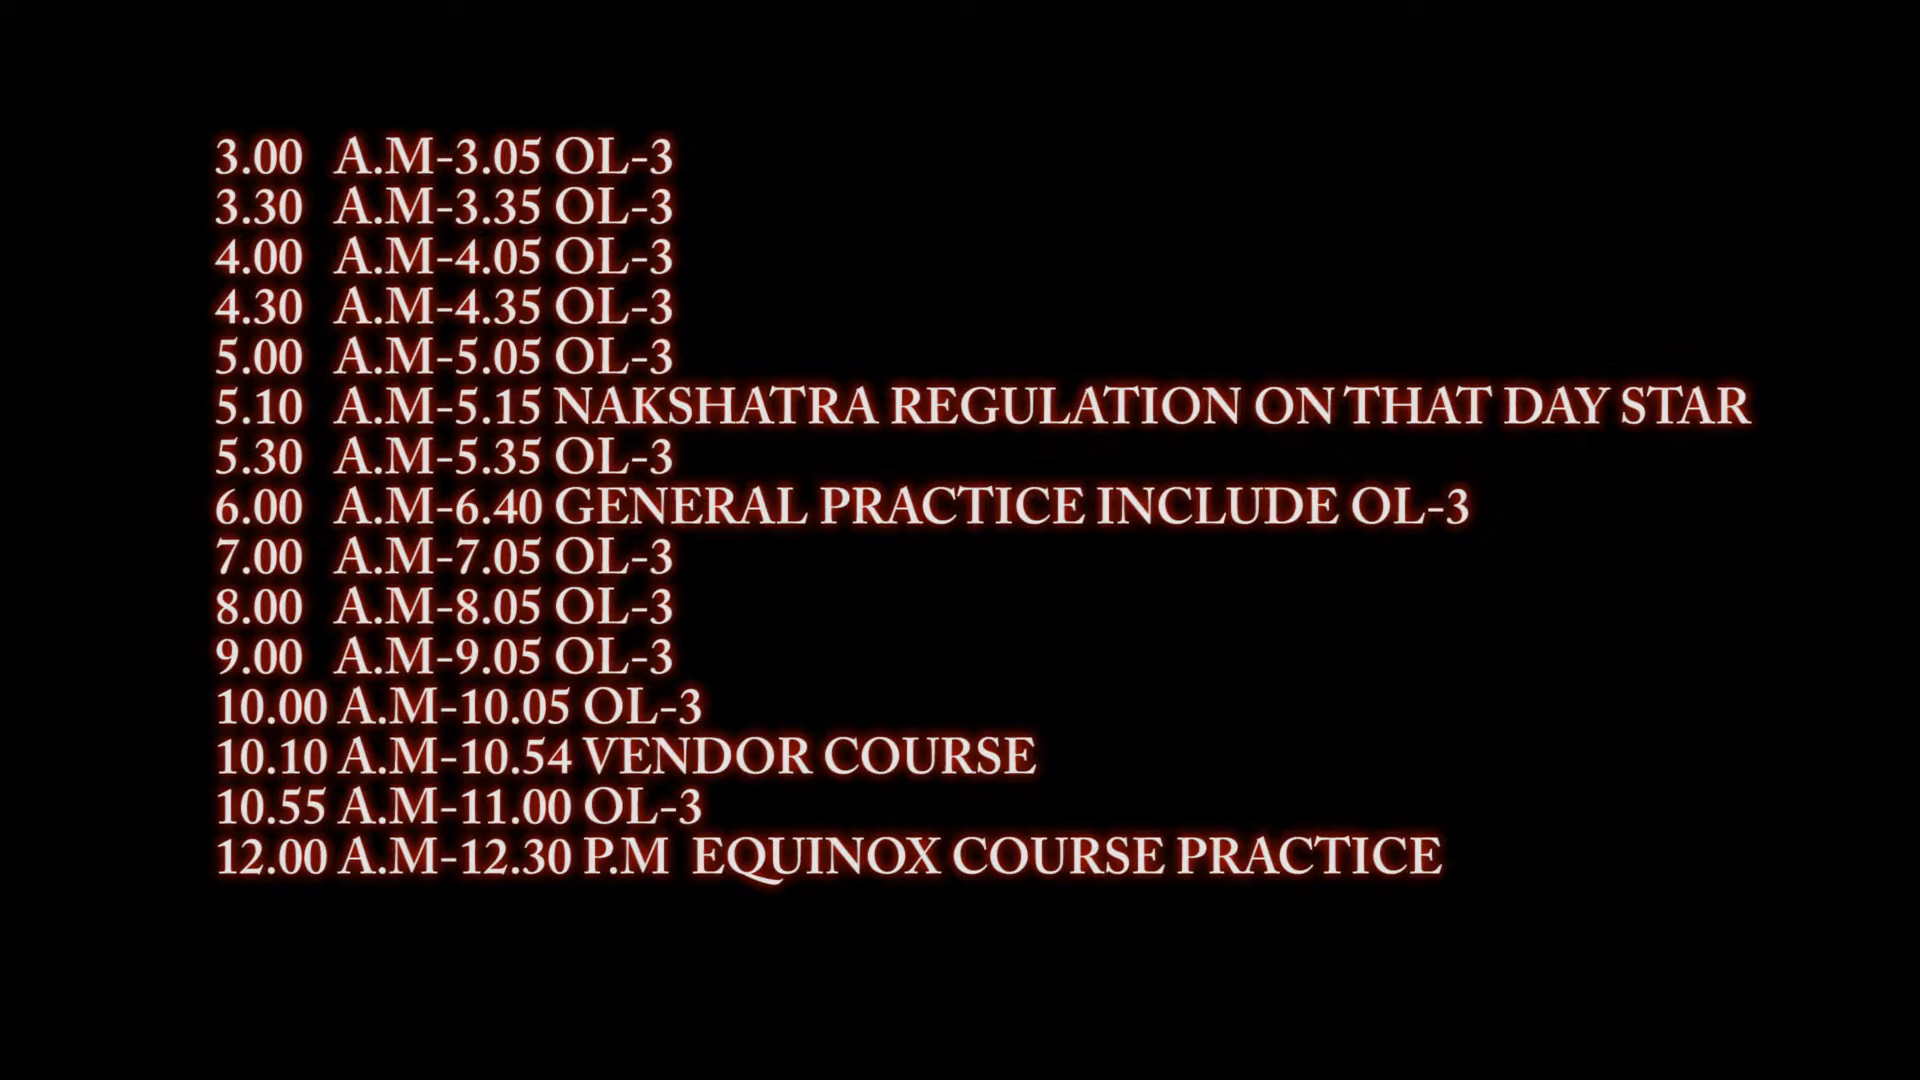 3.00 A.M-3.05 OL-3
3.30 A.M-3.35 OL-3
4.00 A.M-4.05 OL-3
4.30 A.M-4.35 OL-3
5.00 A.M-5.05 OL-3
5.10 A.M-5.15 NAKSHATRA REGULATION ON THAT DAY STAR
5.30 A.M-5.35 OL-3
6.00 A.M-6.40 GENERAL PRACTICE INCLUDE OL-3
7.00 A.M-7.05 OL-3
8.00 A.M-8.05 OL-3
9.00 A.M-9.05 OL-3
10.00 A.M-10.05 OL-3
10.10 A.M-10.54 VENDOR COURSE
10.55 A.M-11.00 OL-3
12.00 A.M-12.30 P.M EQUINOX COURSE PRACTICE